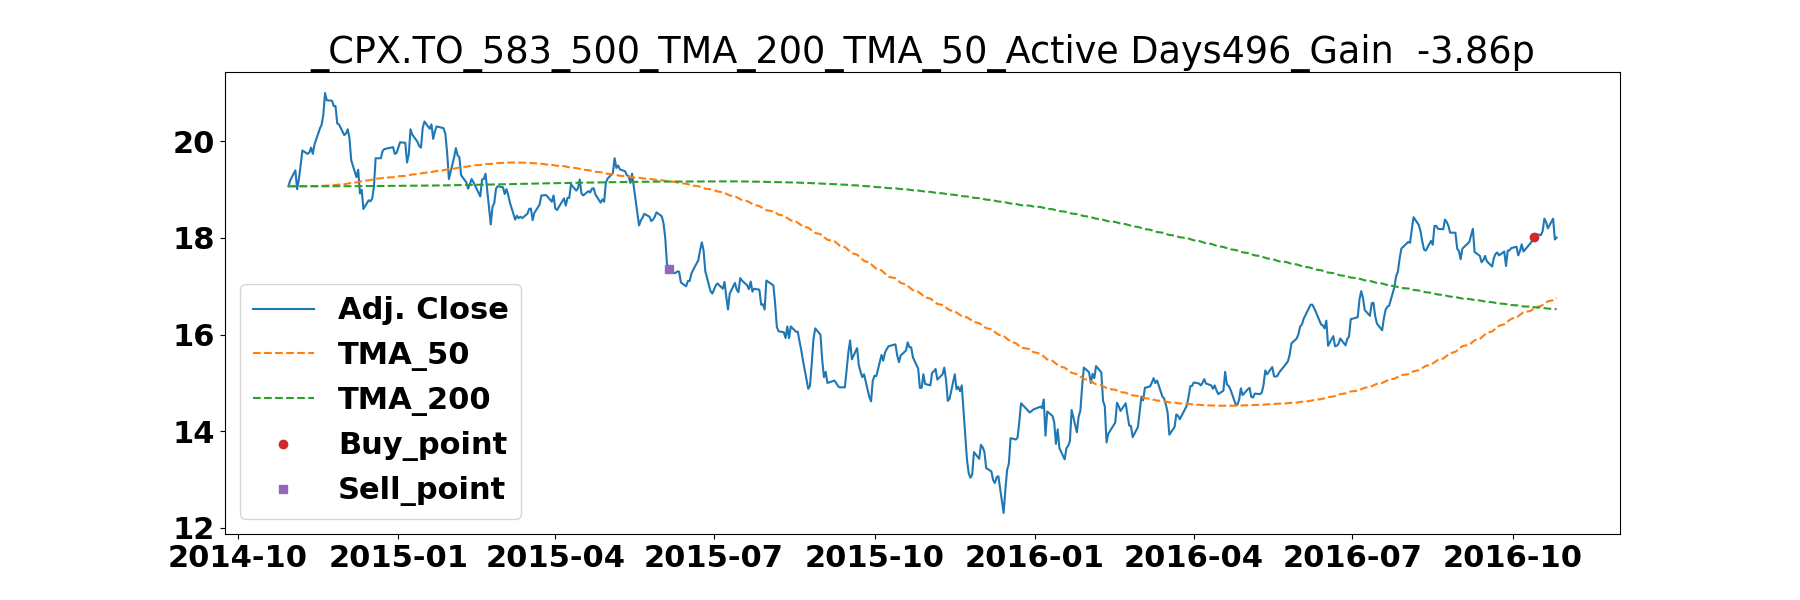 _CPX.TO_583_500_TMA_200_TMA_50_Active Days496_Gain  -3.86p
20
18
16
14
12
Adj. Close
TMA_50
TMA_200
Buy_point
Sell_point
2014-10 2015-01 2015-04 2015-07 2015-10 2016-01 2016-04 2016-07 2016-10